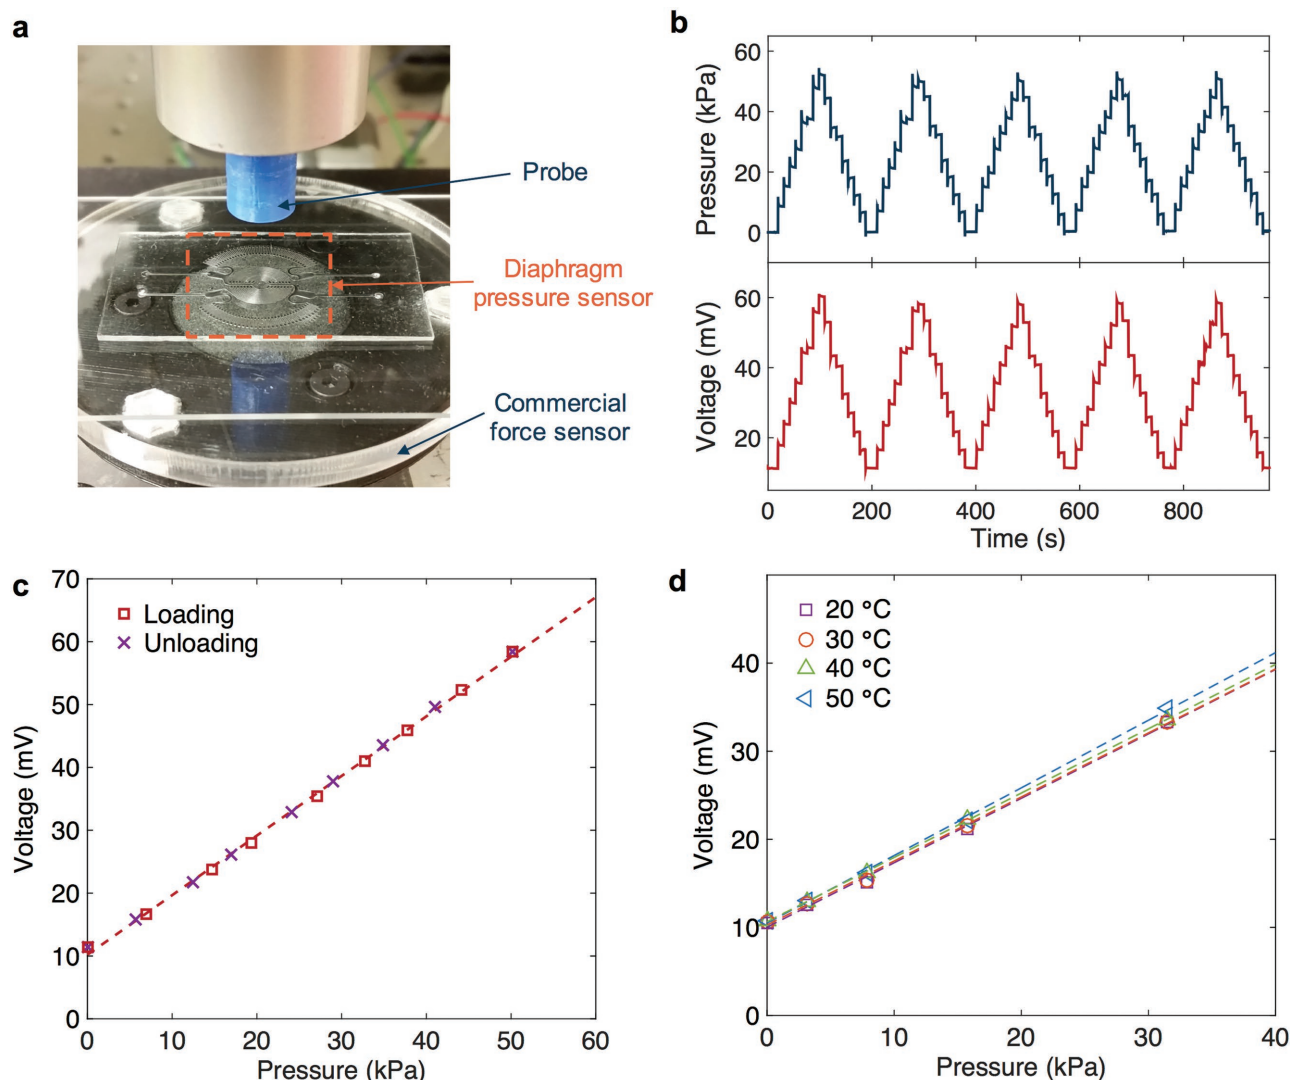 a
Probe
Diaphragm
pressure sensor
Commercial
force sensor
b
Pressure (kPa)
60
40
20
0
Voltage (mV)
60
40
20
0 200 400 600 800
Time (s)
c
Voltage (mV)
70
60
50
40
30
20
10
0
Loading
Unloading
0 10 20 30 40 50 60
Pressure (kPa)
d
Voltage (mV)
40
30
20
10
0
20 °C
30 °C
40 °C
50 °C
0 10 20 30 40
Pressure (kPa)